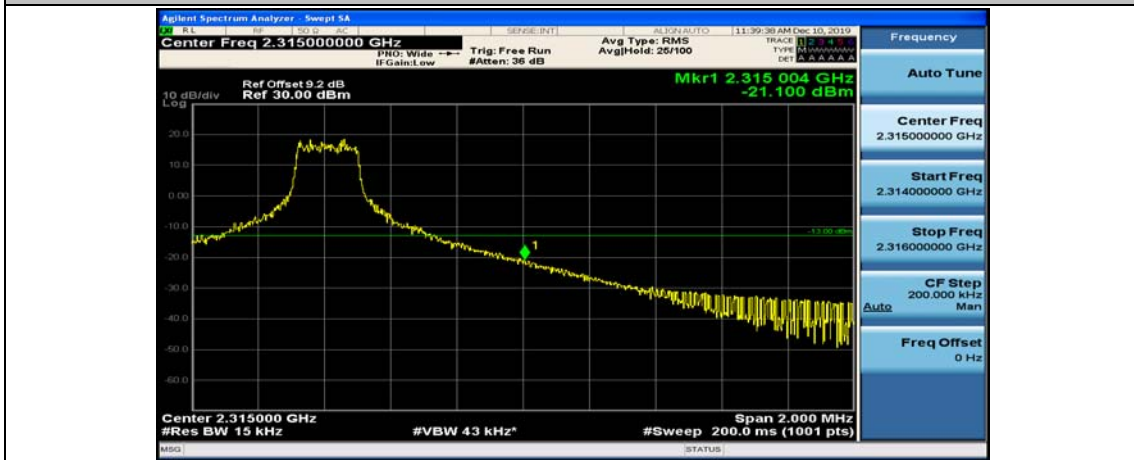 Agilent Spectrum Analyzer - Swept SA
RL RF 50 Ω AC SENSE:INT ALIGN AUTO 11:39:38 AM Dec 10, 2019
Center Freq 2.315000000 GHz
PNO: Wide
IFGain:Low
Trig: Free Run
#Atten: 36 dB
Avg Type: RMS
Avg|Hold: 26/100
TRACE 1 2 3 4 5 6
TYPE M
DET A A A A A A
Mkr1 2.315 004 GHz
-21.100 dBm
Ref Offset 9.2 dB
10 dB/div Ref 30.00 dBm
Log
20.0
10.0
0.00
-10.0
-20.0
-30.0
-40.0
-50.0
-60.0
1
-13.00 dBm
Center 2.315000 GHz Span 2.000 MHz
#Res BW 15 kHz #VBW 43 kHz* #Sweep 200.0 ms (1001 pts)
MSG STATUS
Frequency
Auto Tune
Center Freq
2.315000000 GHz
Start Freq
2.314000000 GHz
Stop Freq
2.316000000 GHz
CF Step
200.000 kHz
Auto Man
Freq Offset
0 Hz